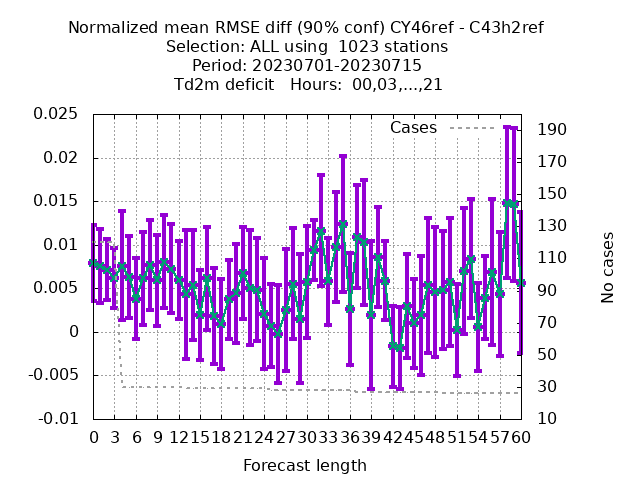 Normalized mean RMSE diff (90% conf) CY46ref - C43h2ref
Selection: ALL using  1023 stations
Period: 20230701-20230715
Td2m deficit   Hours:  00,03,...,21
Cases
0.025
0.02
0.015
0.01
0.005
0
-0.005
-0.01
190
170
150
130
110
90
70
50
30
10
No cases
0 3 6 9 12 15 18 21 24 27 30 33 36 39 42 45 48 51 54 57 60
Forecast length